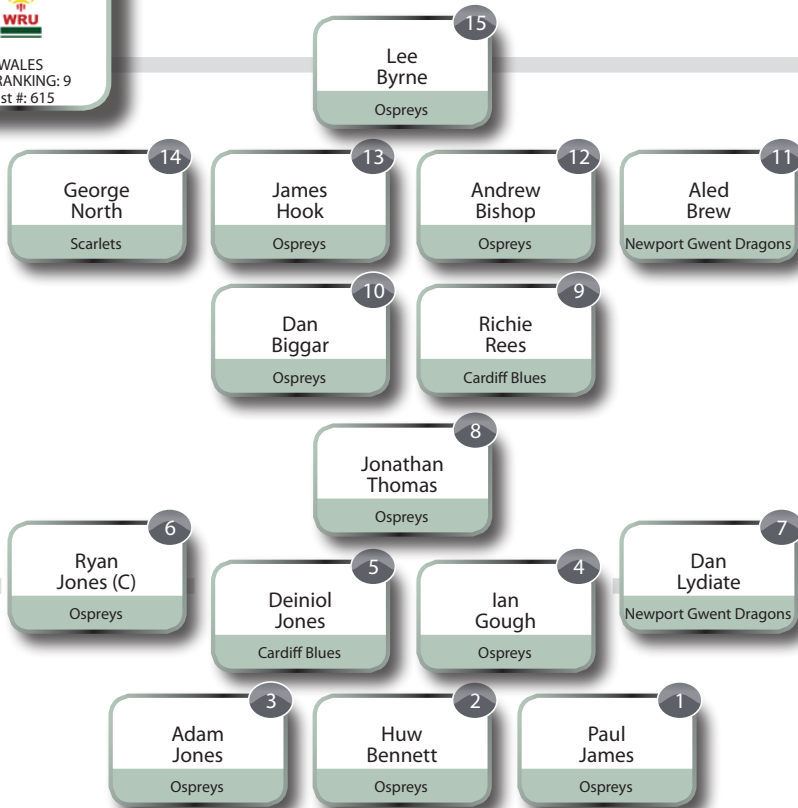 WRU
WALES
RANKING: 9
st #: 615
15
Lee
Byrne
Ospreys
14
George
North
Scarlets
13
James
Hook
Ospreys
12
Andrew
Bishop
Ospreys
11
Aled
Brew
Newport Gwent Dragons
10
Dan
Biggar
Ospreys
9
Richie
Rees
Cardiff Blues
8
Jonathan
Thomas
Ospreys
6
Ryan
Jones (C)
Ospreys
5
Deiniol
Jones
Cardiff Blues
4
Ian
Gough
Ospreys
7
Dan
Lydiate
Newport Gwent Dragons
3
Adam
Jones
Ospreys
2
Huw
Bennett
Ospreys
1
Paul
James
Ospreys